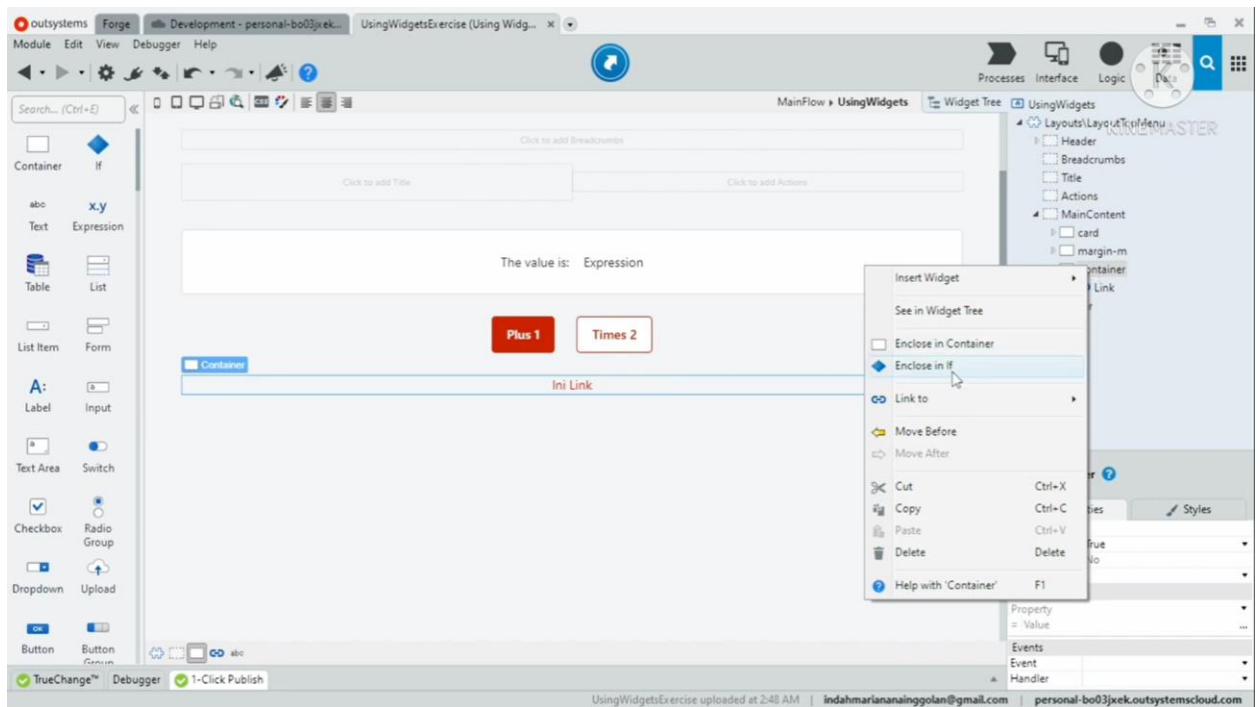 outsystems Forge Development - personal-bo03jxek... UsingWidgetsExercise (Using Widg...
Module Edit View Debugger Help
Processes Interface Logic Data
Search... (Ctrl+E)
MainFlow UsingWidgets Widget Tree UsingWidgets
Layouts\LayoutTopMenu
KINEMASTER
Header
Breadcrumbs
Title
Actions
MainContent
card
margin-m
Container
Link
Container If
abc x.y
Text Expression
Table List
List Item Form
A:
Label Input
Text Area Switch
Checkbox Radio Group
Dropdown Upload
OK
Button Button Group
Click to add Breadcrumbs
Click to add Title Click to add Actions
The value is: Expression
Plus 1 Times 2
Container
Ini Link
Insert Widget
See in Widget Tree
Enclose in Container
Enclose in If
Link to
Move Before
Move After
Cut Ctrl+X
Copy Ctrl+C
Paste Ctrl+V
Delete Delete
Help with 'Container' F1
Styles
True
No
Property
= Value ...
Events
Event
Handler
abc
TrueChange™ Debugger 1-Click Publish
UsingWidgetsExercise uploaded at 2:48 AM | indahmariananainggolan@gmail.com | personal-bo03jxek.outsystemscloud.com